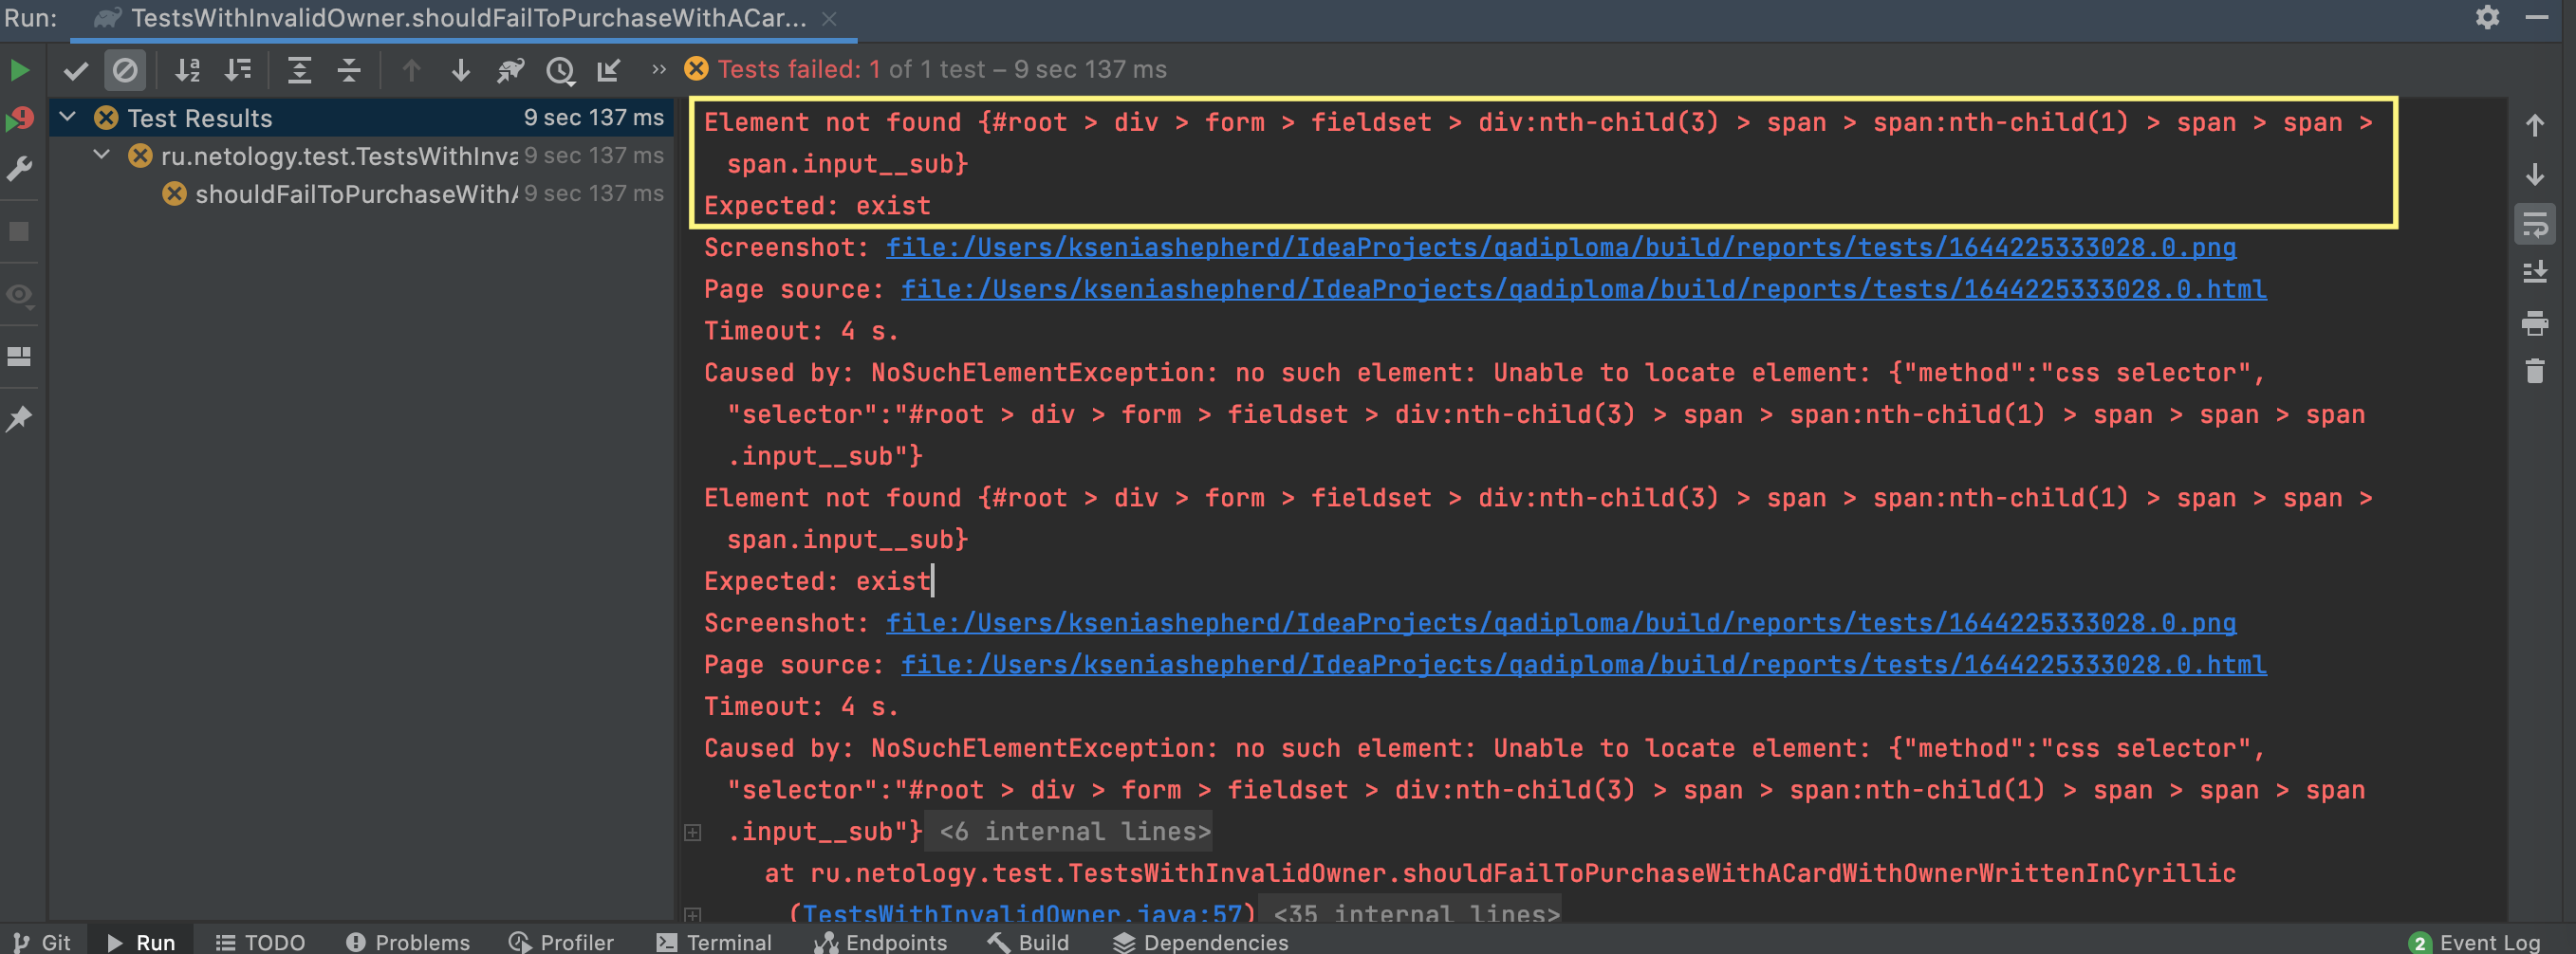 Run: TestsWithInvalidOwner.shouldFailToPurchaseWithACar...
Tests failed: 1 of 1 test – 9 sec 137 ms
Test Results 9 sec 137 ms
ru.netology.test.TestsWithInva 9 sec 137 ms
shouldFailToPurchaseWith 9 sec 137 ms
Element not found {#root > div > form > fieldset > div:nth-child(3) > span > span:nth-child(1) > span > span >
span.input__sub}
Expected: exist
Screenshot: file:/Users/kseniashepherd/IdeaProjects/qadiploma/build/reports/tests/1644225333028.0.png
Page source: file:/Users/kseniashepherd/IdeaProjects/qadiploma/build/reports/tests/1644225333028.0.html
Timeout: 4 s.
Caused by: NoSuchElementException: no such element: Unable to locate element: {"method":"css selector",
"selector":"#root > div > form > fieldset > div:nth-child(3) > span > span:nth-child(1) > span > span > span
.input__sub"}
Element not found {#root > div > form > fieldset > div:nth-child(3) > span > span:nth-child(1) > span > span >
span.input__sub}
Expected: exist
Screenshot: file:/Users/kseniashepherd/IdeaProjects/qadiploma/build/reports/tests/1644225333028.0.png
Page source: file:/Users/kseniashepherd/IdeaProjects/qadiploma/build/reports/tests/1644225333028.0.html
Timeout: 4 s.
Caused by: NoSuchElementException: no such element: Unable to locate element: {"method":"css selector",
"selector":"#root > div > form > fieldset > div:nth-child(3) > span > span:nth-child(1) > span > span > span
.input__sub"} <6 internal lines>
at ru.netology.test.TestsWithInvalidOwner.shouldFailToPurchaseWithACardWithOwnerWrittenInCyrillic
(TestsWithInvalidOwner.java:57) <35 internal lines>
Git Run TODO Problems Profiler Terminal Endpoints Build Dependencies 2 Event Log